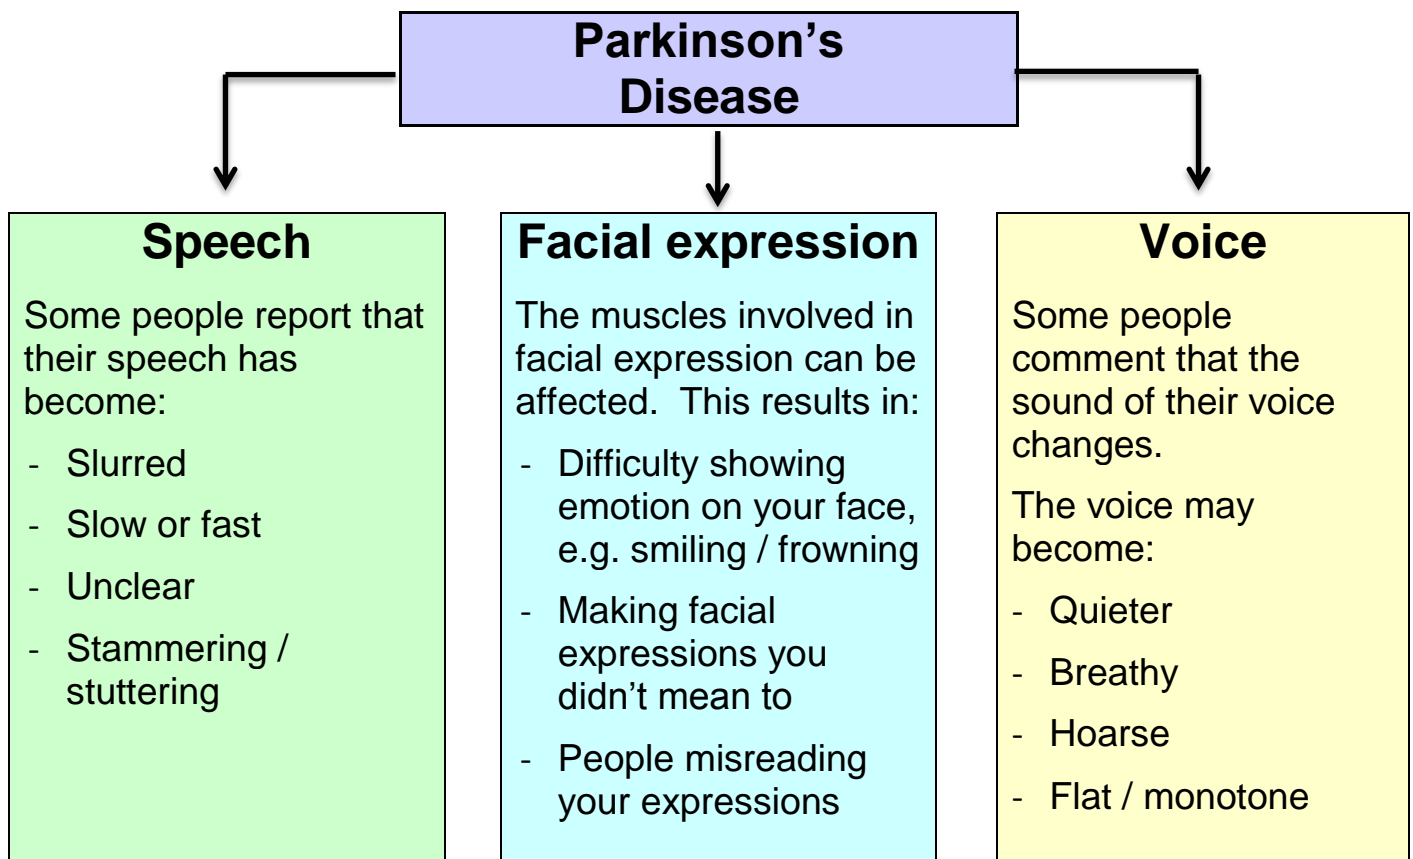 Parkinson’s
Disease
Speech
Some people report that
their speech has
become:
- Slurred
- Slow or fast
- Unclear
- Stammering /
stuttering
Facial expression
The muscles involved in
facial expression can be
affected.  This results in:
- Difficulty showing
emotion on your face,
e.g. smiling / frowning
- Making facial
expressions you
didn’t mean to
- People misreading
your expressions
Voice
Some people
comment that the
sound of their voice
changes.
The voice may
become:
- Quieter
- Breathy
- Hoarse
- Flat / monotone